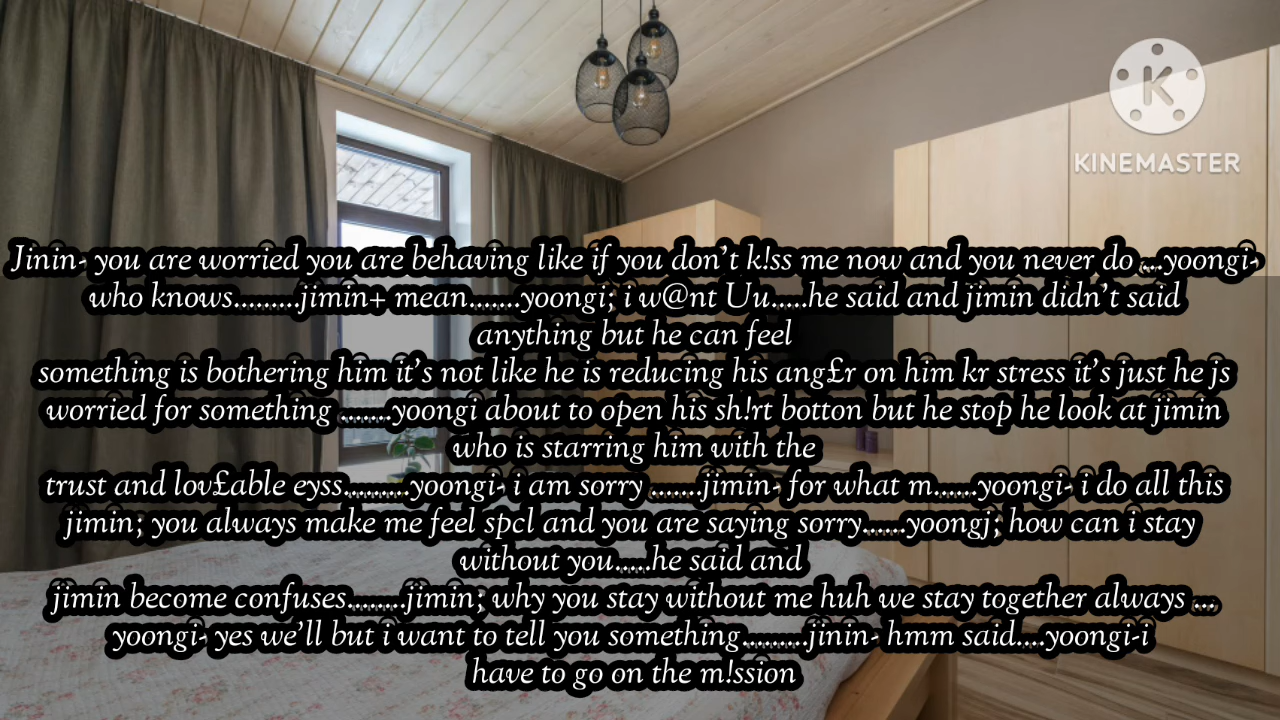 KINEMASTER
Jinin- you are worried you are behaving like if you don't k!ss me now and you never do ...yoongi-
who knows.........jimin+ mean.......yoongi; i w@nt Uu.....he said and jimin didn't said
anything but he can feel
something is bothering him it's not like he is reducing his ang£r on him kr stress it's just he js
worried for something .......yoongi about to open his sh!rt botton but he stop he look at jimin
who is starring him with the
trust and lov£able eyss..........yoongi- i am sorry .......jimin- for what m.......yoongi- i do all this
jimin; you always make me feel spcl and you are saying sorry......yoongj; how can i stay
without you.....he said and
jimin become confuses.........jimin; why you stay without me huh we stay together always ...
yoongi- yes we'll but i want to tell you something..........jinin- hmm said....yoongi-i
have to go on the m!ssion